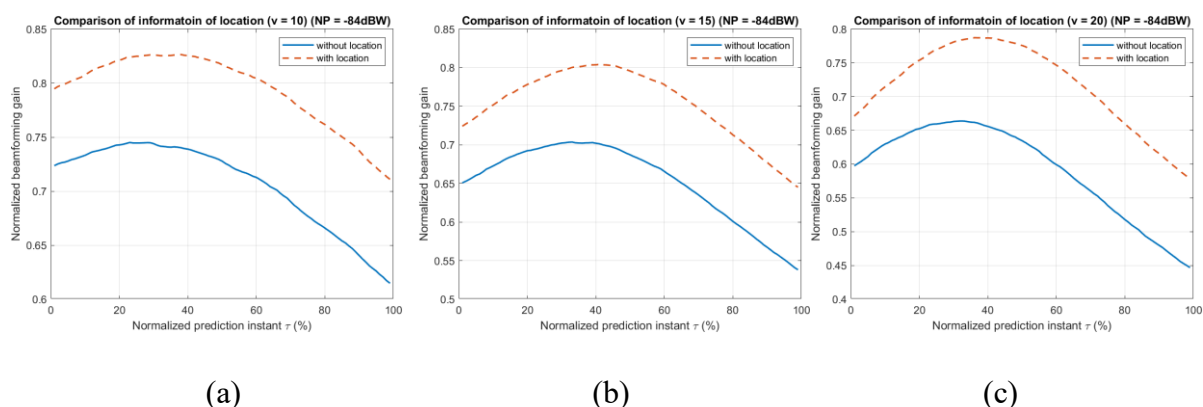 Comparison of informatoin of location (v = 10) (NP = -84dBW)
0.85
0.8
0.75
0.7
0.65
0.6
Normalized beamforming gain
without location
with location
0 20 40 60 80 100
Normalized prediction instant τ (%)
(a)
Comparison of informatoin of location (v = 15) (NP = -84dBW)
0.85
0.8
0.75
0.7
0.65
0.6
0.55
0.5
Normalized beamforming gain
without location
with location
0 20 40 60 80 100
Normalized prediction instant τ (%)
(b)
Comparison of informatoin of location (v = 20) (NP = -84dBW)
0.8
0.75
0.7
0.65
0.6
0.55
0.5
0.45
0.4
Normalized beamforming gain
without location
with location
0 20 40 60 80 100
Normalized prediction instant τ (%)
(c)